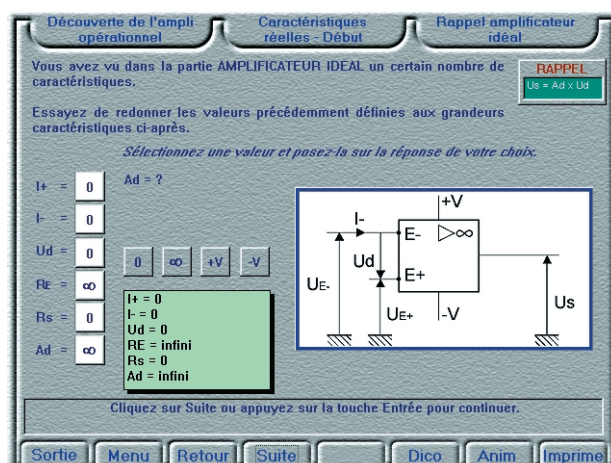 Découverte de l'ampli
opérationnel
Caractéristiques
réelles - Début
Rappel amplificateur
idéal
Vous avez vu dans la partie AMPLIFICATEUR IDEAL un certain nombre de
caractéristiques.
RAPPEL
Us = Ad x Ud
Essayez de redonner les valeurs précédemment définies aux grandeurs
caractéristiques ci-après.
Sélectionnez une valeur et posez-la sur la réponse de votre choix.
I+ = 0
I- = 0
Ud = 0
RE = ∞
Rs = 0
Ad = ∞
Ad = ?
0 ∞ +V -V
I+ = 0
I- = 0
Ud = 0
RE = infini
Rs = 0
Ad = infini
+V
I-
E-
▷∞
Ud
E+
UE-
UE+
-V
Us
Cliquez sur Suite ou appuyez sur la touche Entrée pour continuer.
Sortie Menu Retour Suite Dico Anim Imprime